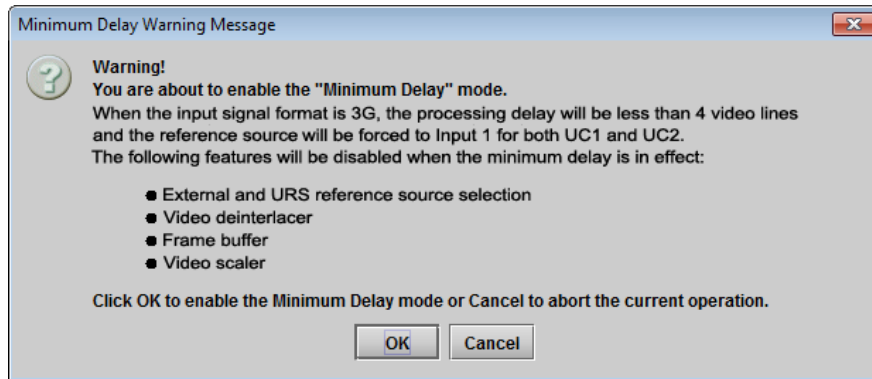 Minimum Delay Warning Message
Warning!
You are about to enable the "Minimum Delay" mode.
When the input signal format is 3G, the processing delay will be less than 4 video lines
and the reference source will be forced to Input 1 for both UC1 and UC2.
The following features will be disabled when the minimum delay is in effect:
● External and URS reference source selection
● Video deinterlacer
● Frame buffer
● Video scaler
Click OK to enable the Minimum Delay mode or Cancel to abort the current operation.
OK Cancel